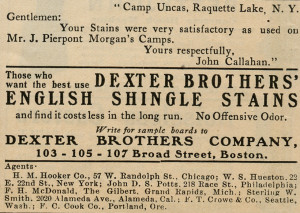 "Camp Uncas, Raquette Lake, N. Y.
Gentlemen:
Your Stains were very satisfactory as used on
Mr. J. Pierpont Morgan's Camps.
Yours respectfully,
John Callahan."
Those who
want the best use
DEXTER BROTHERS'
ENGLISH SHINGLE STAINS
and find it costs less in the long run. No Offensive Odor.
Write for sample boards to
DEXTER BROTHERS COMPANY,
103 - 105 - 107 Broad Street, Boston.
Agents-
H. M. Hooker Co., 57 W. Randolph St., Chicago; W. S. Hueston, 22
E. 22nd St., New York; John D. S. Potts, 218 Race St., Philadelphia;
F. H. McDonald, The Gilbert, Grand Rapids, Mich.; Sterling W.
Smith, 2020 Alameda Ave., Alameda, Cal.; F. T. Crowe & Co., Seattle,
Wash.; F. C. Cook Co., Portland, Ore.